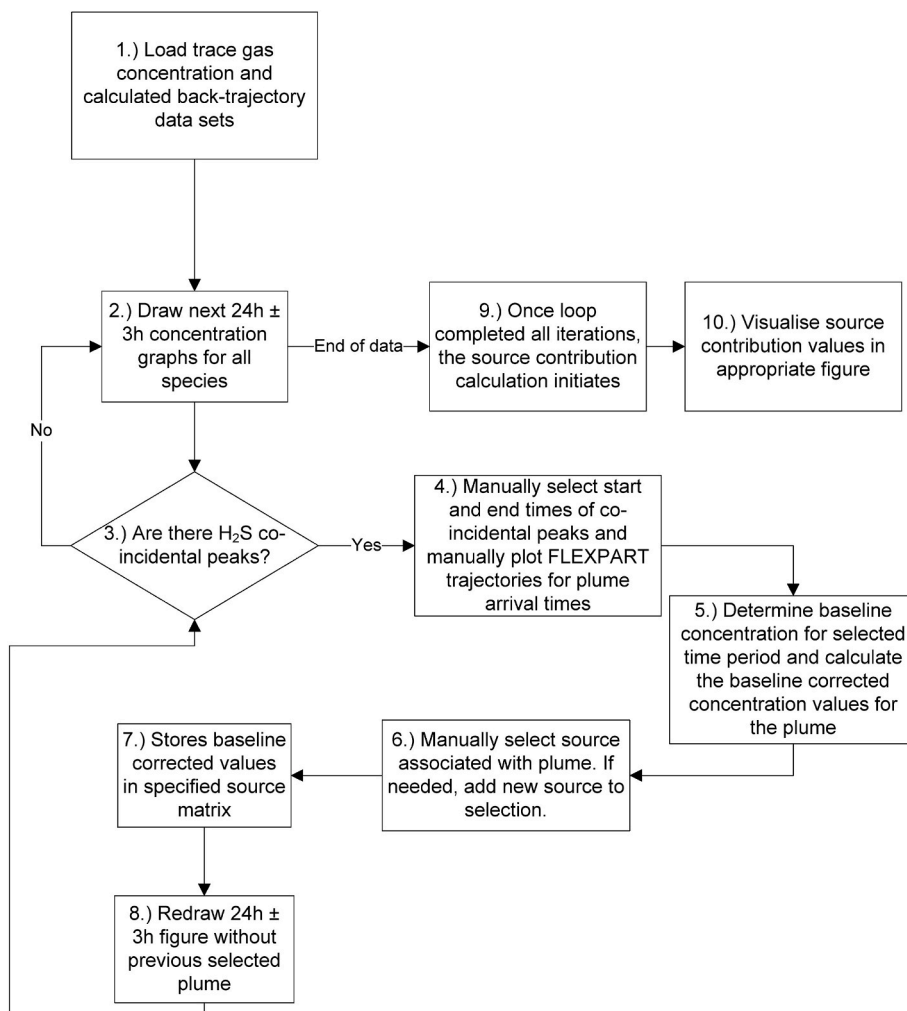 1.) Load trace gas
concentration and
calculated back-trajectory
data sets
2.) Draw next 24h ±
3h concentration
graphs for all
species
End of data
9.) Once loop
completed all iterations,
the source contribution
calculation initiates
10.) Visualise source
contribution values in
appropriate figure
No
3.) Are there H₂S co-
incidental peaks?
Yes
4.) Manually select start
and end times of co-
incidental peaks and
manually plot FLEXPART
trajectories for plume
arrival times
5.) Determine baseline
concentration for selected
time period and calculate
the baseline corrected
concentration values for
the plume
6.) Manually select source
associated with plume. If
needed, add new source to
selection.
7.) Stores baseline
corrected values
in specified source
matrix
8.) Redraw 24h ±
3h figure without
previous selected
plume